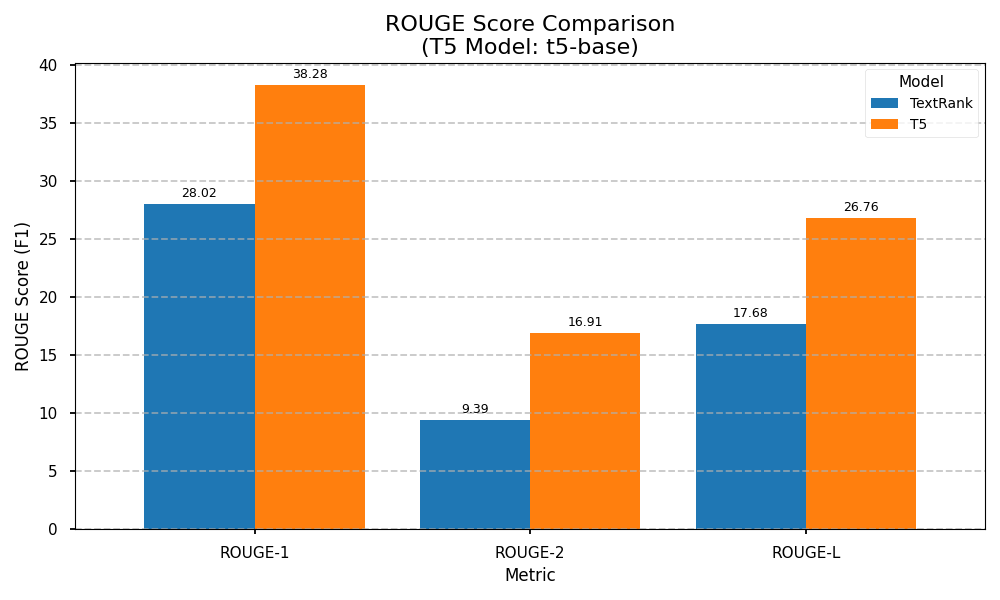 ROUGE Score Comparison
(T5 Model: t5-base)
ROUGE Score (F1)
40
35
30
25
20
15
10
5
0
28.02
38.28
9.39
16.91
17.68
26.76
Model
TextRank
T5
ROUGE-1
ROUGE-2
ROUGE-L
Metric